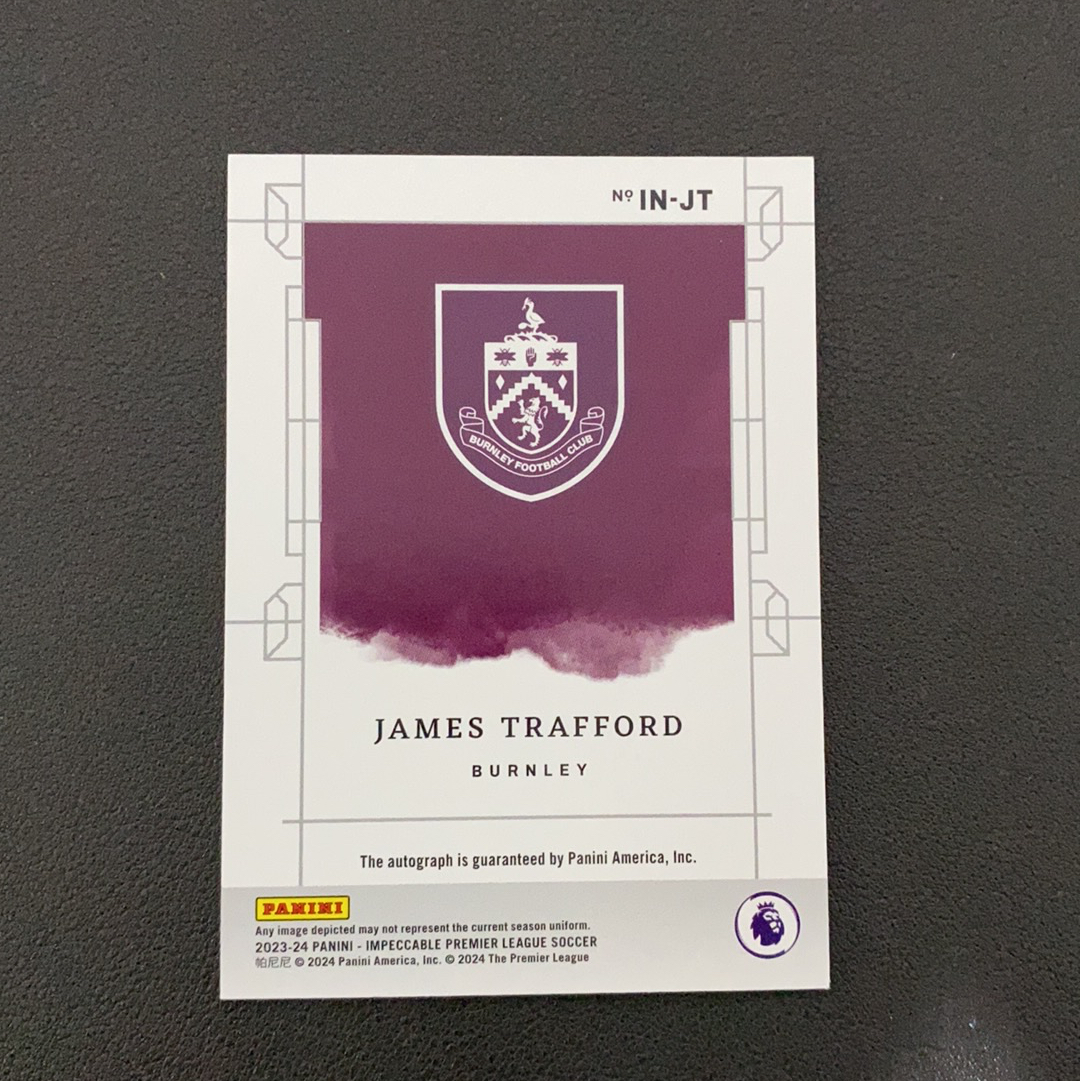 Nº IN-JT
BURNLEY FOOTBALL CLUB
JAMES TRAFFORD
BURNLEY
The autograph is guaranteed by Panini America, Inc.
PANINI
Any image depicted may not represent the current season uniform.
2023-24 PANINI - IMPECCABLE PREMIER LEAGUE SOCCER
帕尼尼 © 2024 Panini America, Inc. © 2024 The Premier League